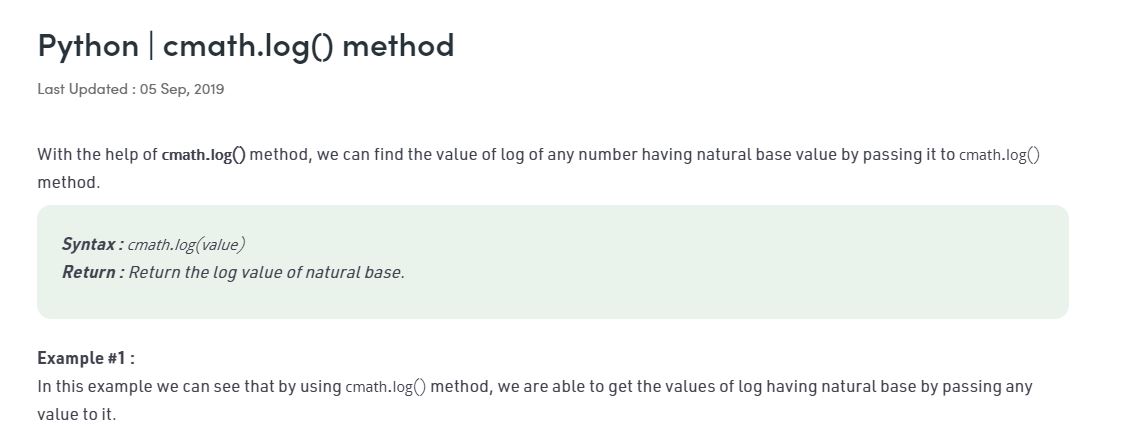 Python | cmath.log() method
Last Updated : 05 Sep, 2019
With the help of cmath.log() method, we can find the value of log of any number having natural base value by passing it to cmath.log()
method.
Syntax : cmath.log(value)
Return : Return the log value of natural base.
Example #1 :
In this example we can see that by using cmath.log() method, we are able to get the values of log having natural base by passing any
value to it.